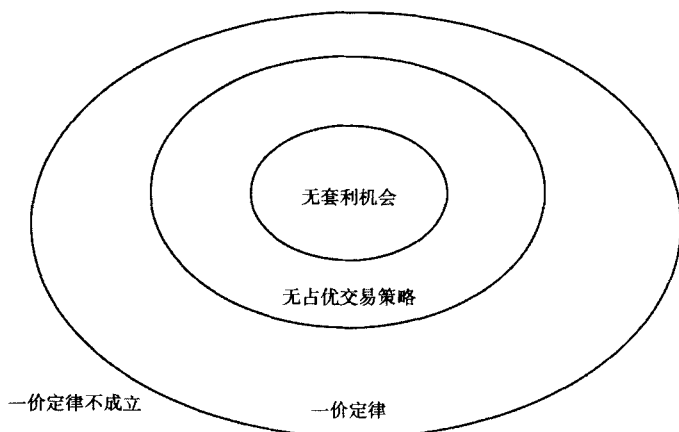 无套利机会
无占优交易策略
一价定律不成立
一价定律